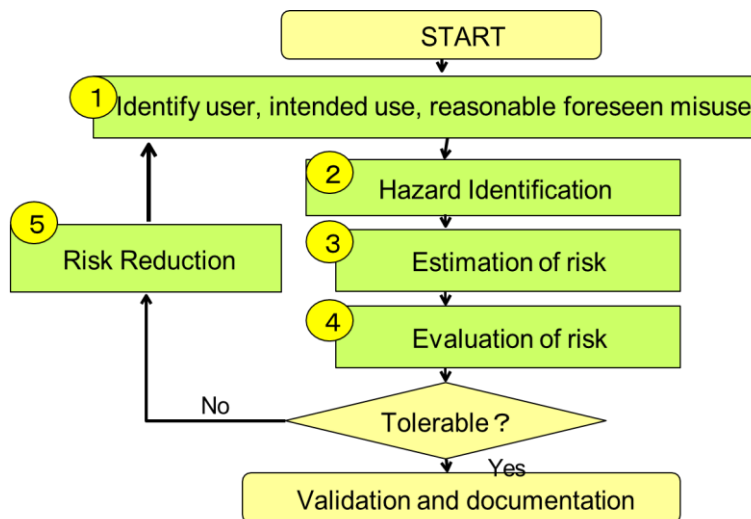 START
1
Identify user, intended use, reasonable foreseen misuse
2
Hazard Identification
5
Risk Reduction
3
Estimation of risk
4
Evaluation of risk
No
Tolerable？
Yes
Validation and documentation